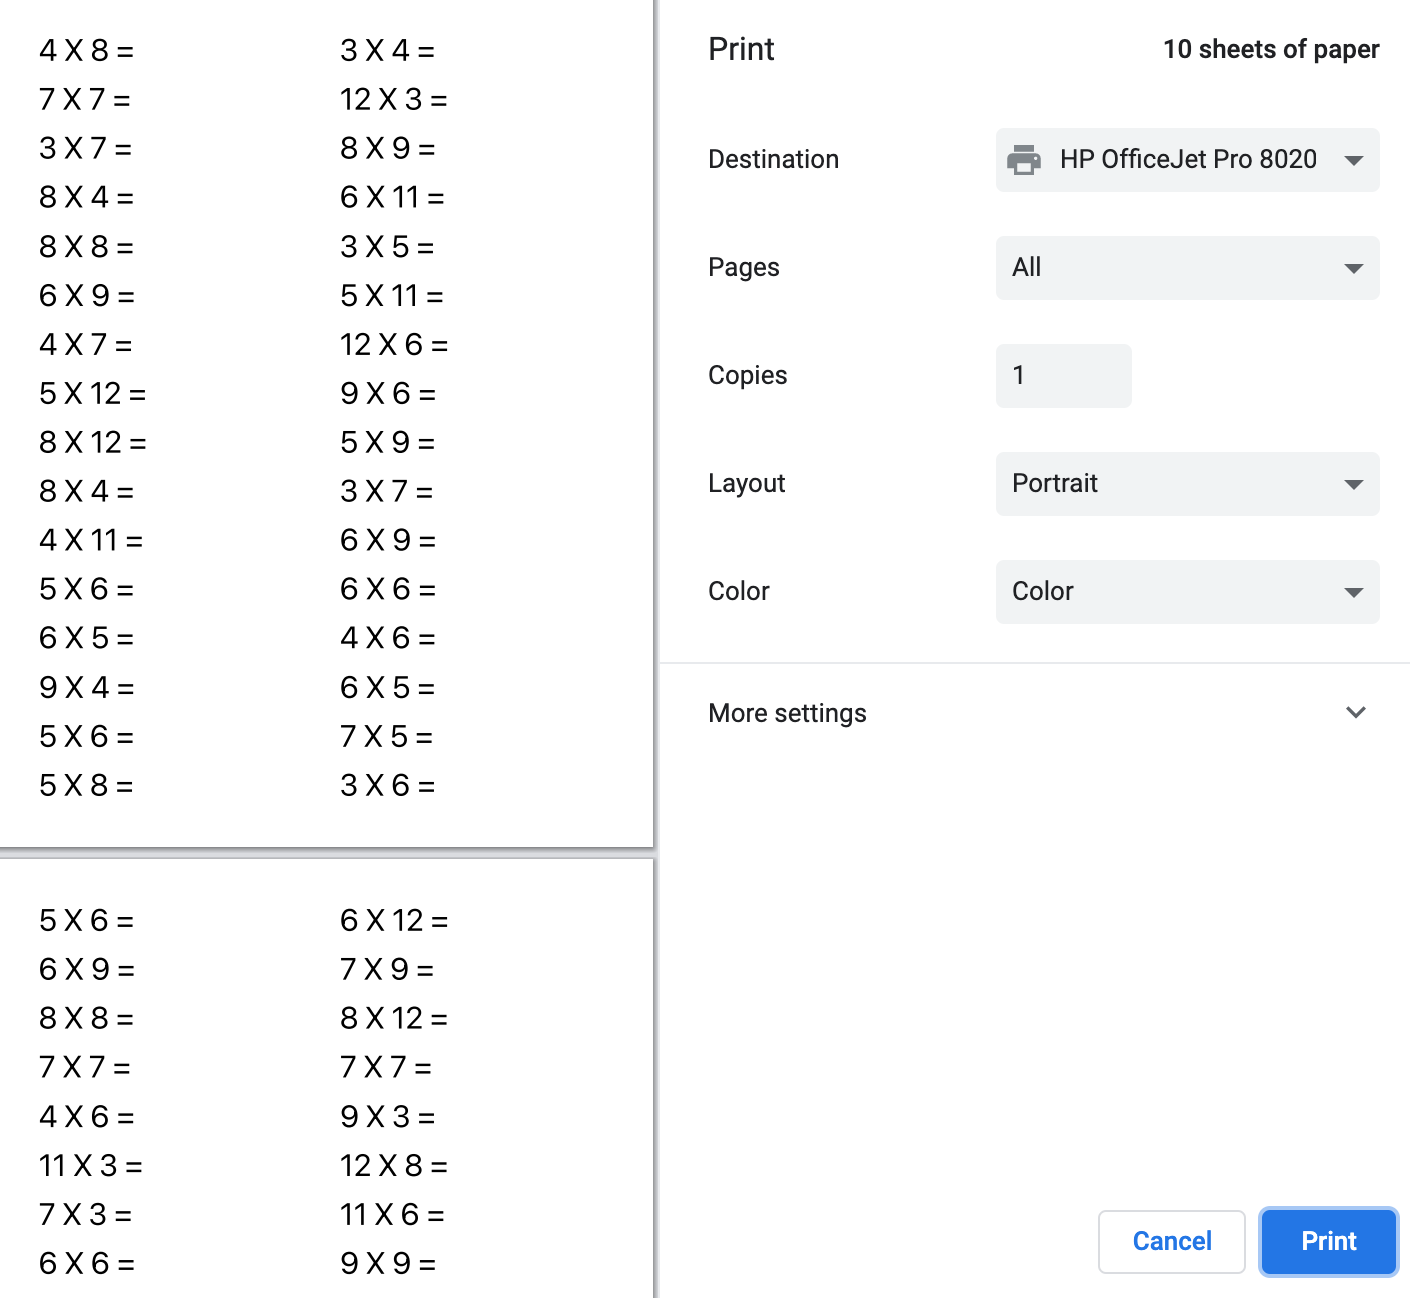 4 X 8 = 3 X 4 =
7 X 7 = 12 X 3 =
3 X 7 = 8 X 9 =
8 X 4 = 6 X 11 =
8 X 8 = 3 X 5 =
6 X 9 = 5 X 11 =
4 X 7 = 12 X 6 =
5 X 12 = 9 X 6 =
8 X 12 = 5 X 9 =
8 X 4 = 3 X 7 =
4 X 11 = 6 X 9 =
5 X 6 = 6 X 6 =
6 X 5 = 4 X 6 =
9 X 4 = 6 X 5 =
5 X 6 = 7 X 5 =
5 X 8 = 3 X 6 =
5 X 6 = 6 X 12 =
6 X 9 = 7 X 9 =
8 X 8 = 8 X 12 =
7 X 7 = 7 X 7 =
4 X 6 = 9 X 3 =
11 X 3 = 12 X 8 =
7 X 3 = 11 X 6 =
6 X 6 = 9 X 9 =
Print 10 sheets of paper
Destination HP OfficeJet Pro 8020
Pages All
Copies 1
Layout Portrait
Color Color
More settings
Cancel Print